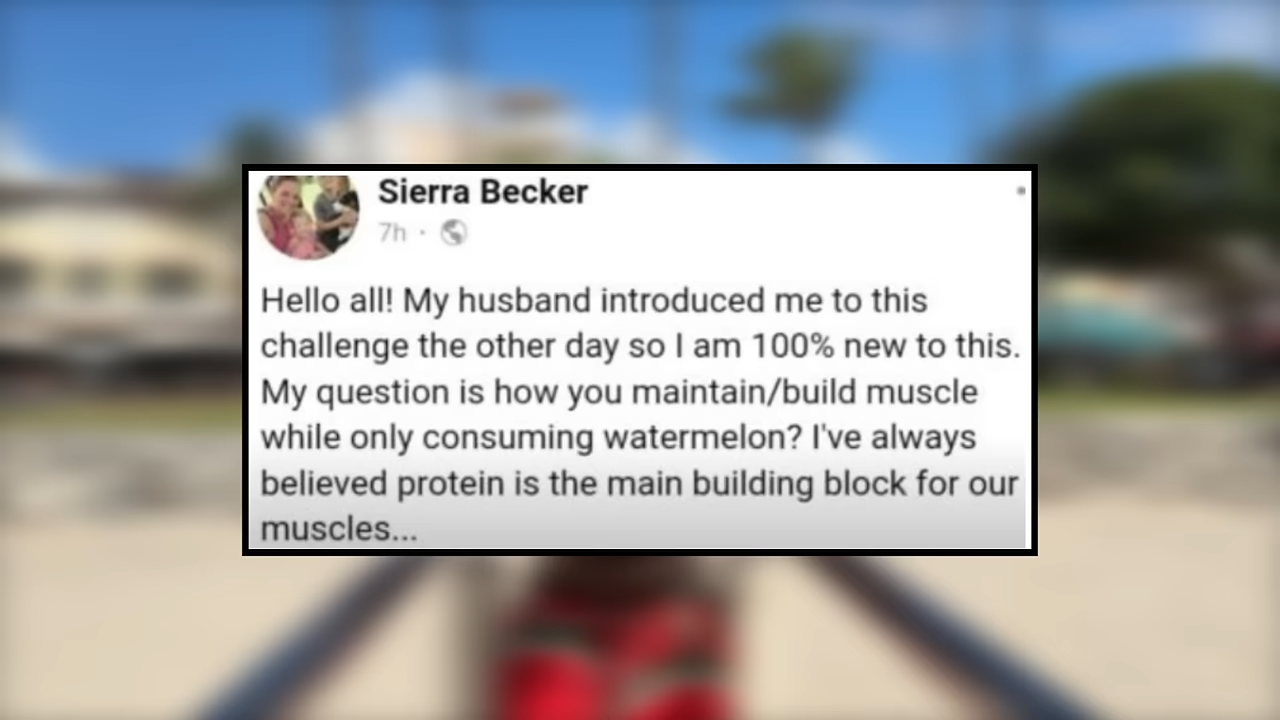 Sierra Becker
7h ·
Hello all! My husband introduced me to this
challenge the other day so I am 100% new to this.
My question is how you maintain/build muscle
while only consuming watermelon? I've always
believed protein is the main building block for our
muscles...